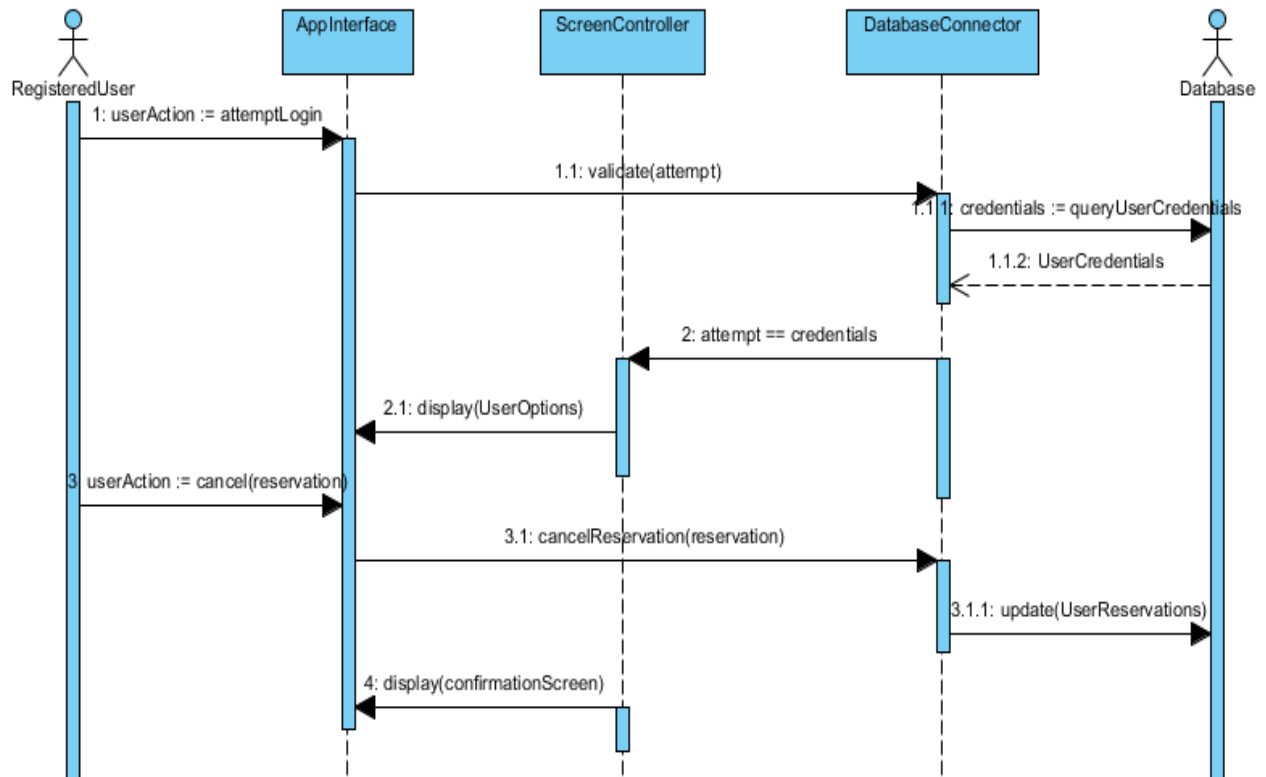 AppInterface
ScreenController
DatabaseConnector
RegisteredUser
Database
1: userAction := attemptLogin
1.1: validate(attempt)
1.1.1: credentials := queryUserCredentials
1.1.2: UserCredentials
2: attempt == credentials
2.1: display(UserOptions)
3: userAction := cancel(reservation)
3.1: cancelReservation(reservation)
3.1.1: update(UserReservations)
4: display(confirmationScreen)